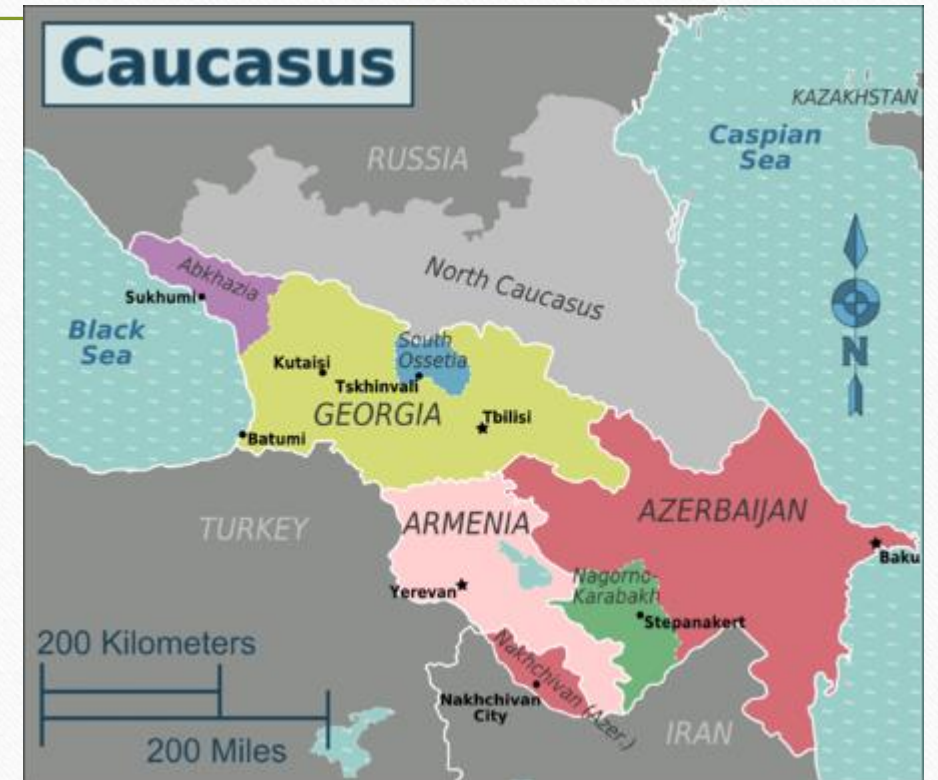 Caucasus
KAZAKHSTAN
Caspian
Sea
RUSSIA
North Caucasus
Abkhazia
Sukhumi
Black
Sea
South
Ossetia
Kutaisi
Tskhinvali
GEORGIA
Tbilisi
Batumi
N
AZERBAIJAN
ARMENIA
TURKEY
Baku
Nagorno-
Karabakh
Yerevan
Stepanakert
Nakhchivan (Azer.)
Nakhchivan
City
IRAN
200 Kilometers
200 Miles